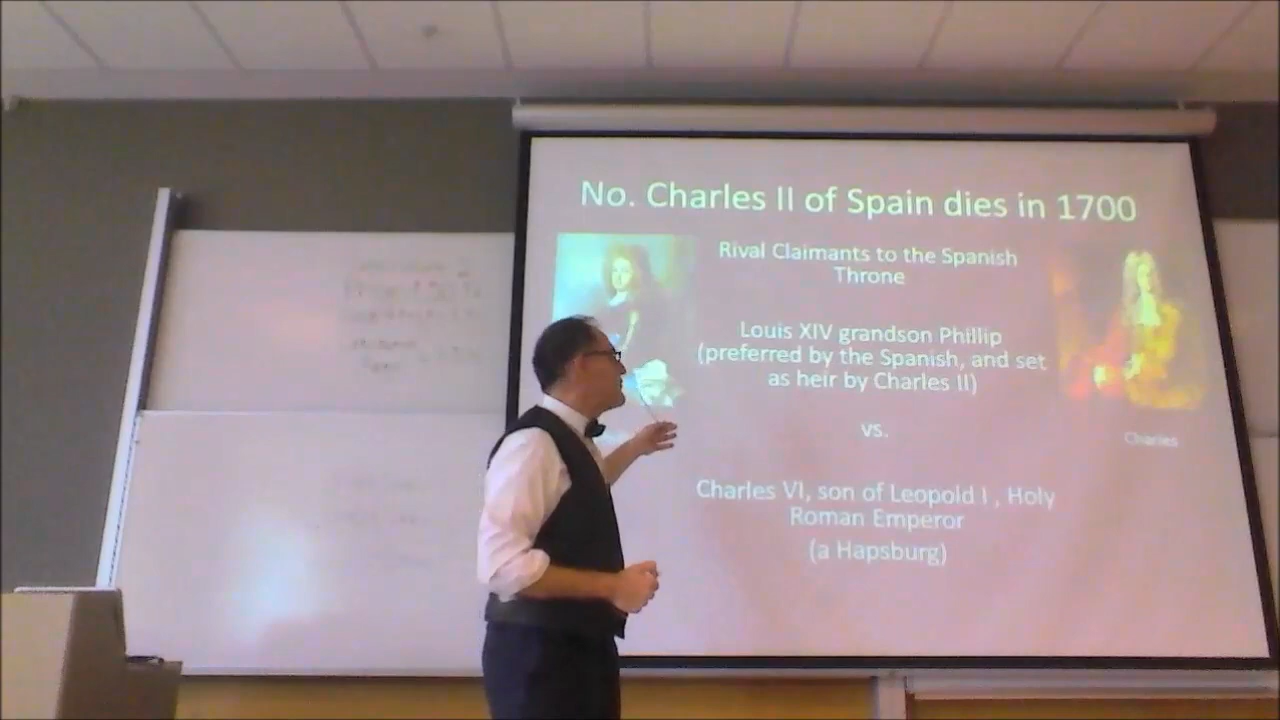 No. Charles II of Spain dies in 1700
Rival Claimants to the Spanish
Throne
Louis XIV grandson Phillip
(preferred by the Spanish, and set
as heir by Charles II)
vs.
Charles
Charles VI, son of Leopold I , Holy
Roman Emperor
(a Hapsburg)